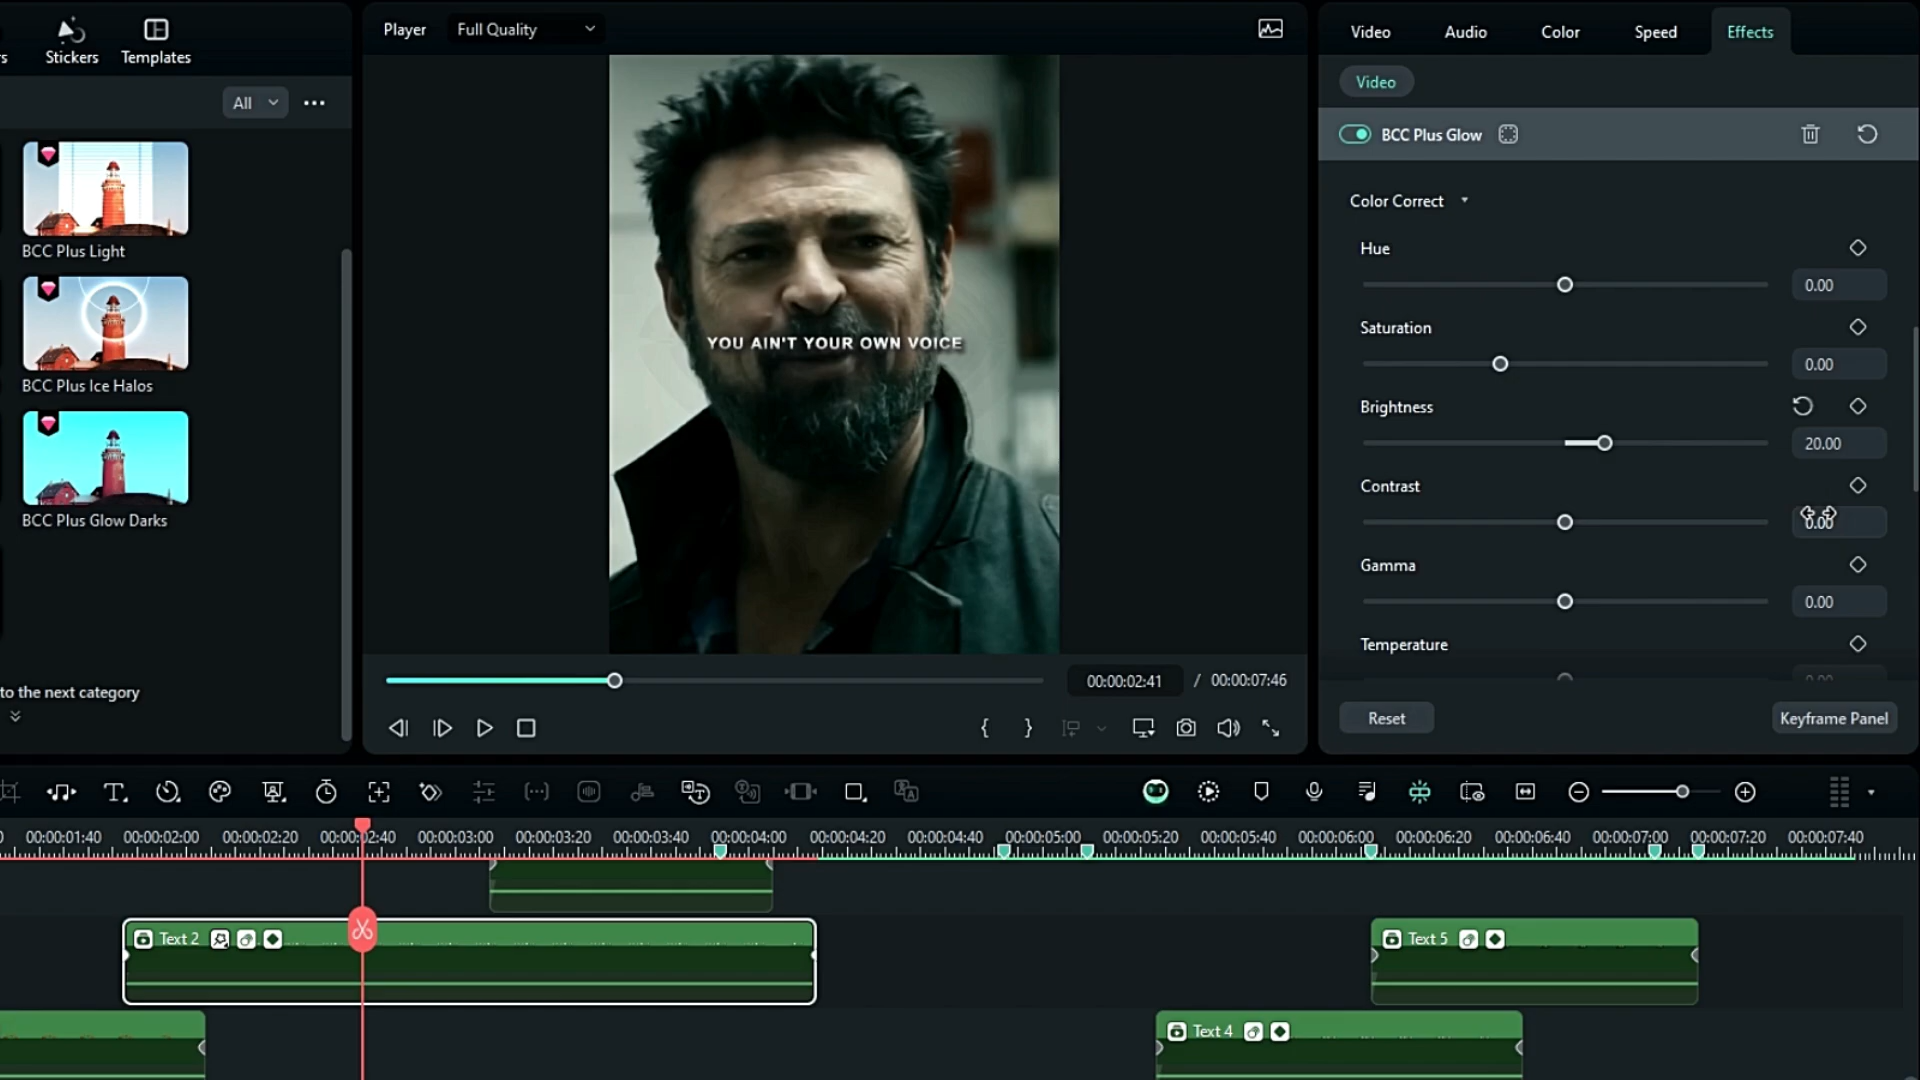 Stickers
Templates
All
BCC Plus Light
BCC Plus Ice Halos
BCC Plus Glow Darks
to the next category
Player
Full Quality
YOU AIN'T YOUR OWN VOICE
00:00:02:41 / 00:00:07:46
Video
Audio
Color
Speed
Effects
Video
BCC Plus Glow
Color Correct
Hue
0.00
Saturation
0.00
Brightness
20.00
Contrast
0.00
Gamma
0.00
Temperature
0.00
Reset
Keyframe Panel
00:00:01:40 00:00:02:00 00:00:02:20 00:00:02:40 00:00:03:00 00:00:03:20 00:00:03:40 00:00:04:00 00:00:04:20 00:00:04:40 00:00:05:00 00:00:05:20 00:00:05:40 00:00:06:00 00:00:06:20 00:00:06:40 00:00:07:00 00:00:07:20 00:00:07:40
Text 2
Text 5
Text 4